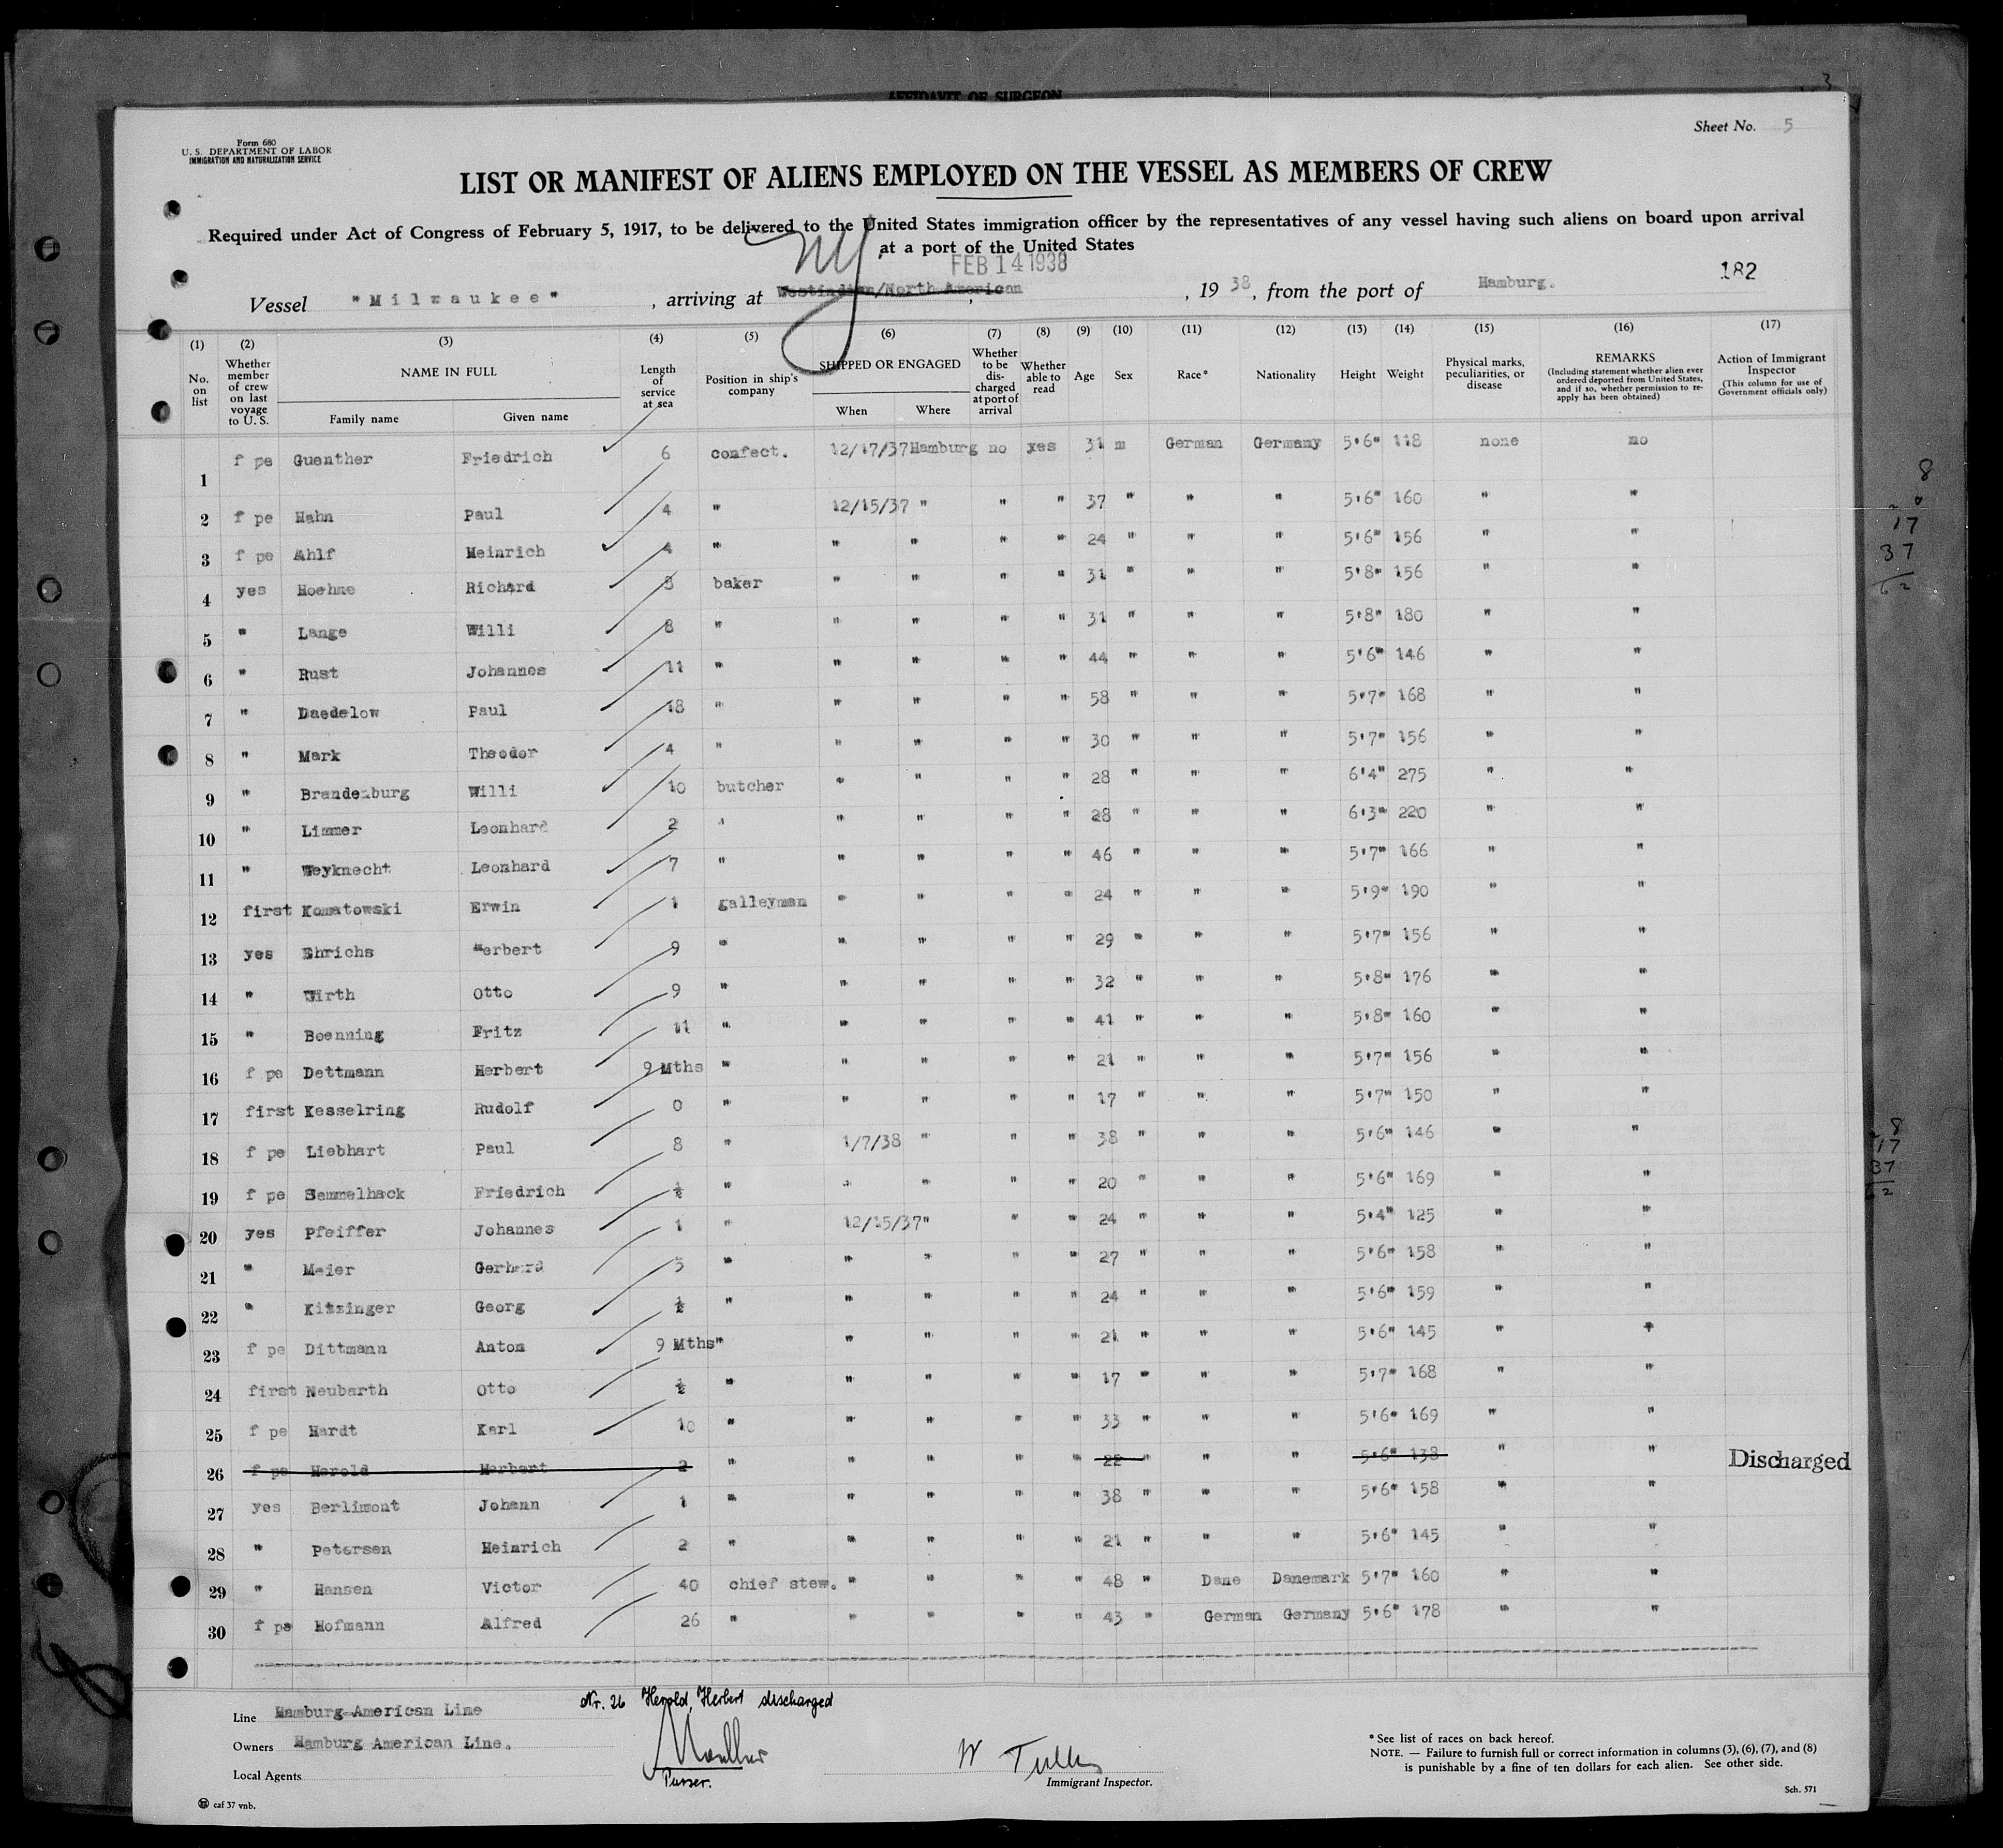 AFFIDAVIT OF SURGEON
Sheet No. 5
Form 680
U. S. DEPARTMENT OF LABOR
IMMIGRATION AND NATURALIZATION SERVICE
LIST OR MANIFEST OF ALIENS EMPLOYED ON THE VESSEL AS MEMBERS OF CREW
Required under Act of Congress of February 5, 1917, to be delivered to the United States immigration officer by the representatives of any vessel having such aliens on board upon arrival
at a port of the United States
NY
FEB 14 1938
182
Vessel "Milwaukee", arriving at Westindian/North American, 1938, from the port of Hamburg.
(1) (2) (3) (4) (5) (6) (7) (8) (9) (10) (11) (12) (13) (14) (15) (16) (17)
No. on list
Whether member of crew on last voyage to U. S.
NAME IN FULL
Family name Given name
Length of service at sea
Position in ship's company
SHIPPED OR ENGAGED
When Where
Whether to be discharged at port of arrival
Whether able to read
Age Sex Race* Nationality Height Weight
Physical marks, peculiarities, or disease
REMARKS
(Including statement whether alien ever ordered deported from United States, and if so, whether permission to reapply has been obtained)
Action of Immigrant Inspector
(This column for use of Government officials only)
1 f pe Guenther Friedrich 6 confect. 12/17/37 Hamburg no yes 31 m German Germany 5'6" 118 none no
2 f pe Hahn Paul 4 " 12/15/37 " " " 37 " " " 5'6" 160 " "
3 f pe Ahlf Heinrich 4 " " " " " 24 " " " 5'6" 156 " "
4 yes Hoehne Richard 5 baker " " " " 31 " " " 5'8" 156 " "
5 " Lange Willi 8 " " " " " 31 " " " 5'8" 180 " "
6 " Rust Johannes 11 " " " " " 44 " " " 5'6" 146 " "
7 " Daedelow Paul 18 " " " " " 58 " " " 5'7" 168 " "
8 " Mark Theodor 4 " " " " " 30 " " " 5'7" 156 " "
9 " Brandenburg Willi 10 butcher " " " " 28 " " " 6'4" 275 " "
10 " Limmer Leonhard 2 " " " " " 28 " " " 6'3" 220 " "
11 " Weyknecht Leonhard 7 " " " " " 46 " " " 5'7" 166 " "
12 first Komatowski Erwin 1 galleyman " " " " 24 " " " 5'9" 190 " "
13 yes Ehrichs Herbert 9 " " " " " 29 " " " 5'7" 156 " "
14 " Wirth Otto 9 " " " " " 32 " " " 5'8" 176 " "
15 " Boenning Fritz 11 " " " " " 41 " " " 5'8" 160 " "
16 f pe Dettmann Herbert 9 Mths " " " " " 21 " " " 5'7" 156 " "
17 first Kesselring Rudolf 0 " " " " " 17 " " " 5'7" 150 " "
18 f pe Liebhart Paul 8 " 1/7/38 " " " 38 " " " 5'6" 146 " "
19 f pe Semmelhack Friedrich ½ " " " " " 20 " " " 5'6" 169 " "
20 yes Pfeiffer Johannes 1 " 12/15/37 " " " 24 " " " 5'4" 125 " "
21 " Meier Gerhard 5 " " " " " 27 " " " 5'6" 158 " "
22 " Kitzinger Georg ½ " " " " " 24 " " " 5'6" 159 " "
23 f pe Dittmann Anton 9 Mths " " " " " 21 " " " 5'6" 145 " "
24 first Neubarth Otto ½ " " " " " 17 " " " 5'7" 168 " "
25 f pe Hardt Karl 10 " " " " " 33 " " " 5'6" 169 " "
26 f pe Herold Herbert 2 " " " " " 22 " " " 5'6" 138 " " Discharged
27 yes Berlimont Johann 1 " " " " " 38 " " " 5'6" 158 " "
28 " Petersen Heinrich 2 " " " " " 21 " " " 5'6" 145 " "
29 " Hansen Victor 40 chief stew. " " " " 48 " Dane Danemark 5'7" 160 " "
30 f pe Hofmann Alfred 26 " " " " " 43 " German Germany 5'6" 178 " "
Nr. 26 Herold, Herbert discharged
Line Hamburg-American Line
Owners Hamburg American Line.
Local Agents
Purser.
W
Immigrant Inspector.
* See list of races on back hereof.
NOTE. — Failure to furnish full or correct information in columns (3), (6), (7), and (8)
is punishable by a fine of ten dollars for each alien. See other side.
Sch. 571
caf 37 vnb.
8
17
37
62
8
17
37
62
3